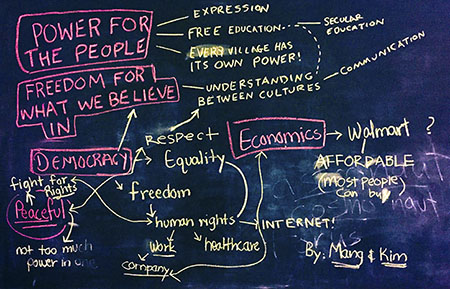 POWER FOR
THE PEOPLE
EXPRESSION
FREE EDUCATION
SECULAR
EDUCATION
EVERY VILLAGE HAS
ITS OWN POWER!
FREEDOM FOR
WHAT WE BELIEVE
IN
UNDERSTANDING
BETWEEN CULTURES
COMMUNICATION
DEMOCRACY
Respect
Equality
freedom
human rights
INTERNET!
healthcare
work
company
fight for
Rights
Peaceful
not too much
power in one
Economics
Walmart ?
AFFORDABLE
(most people)
can buy
By: Mang & Kim